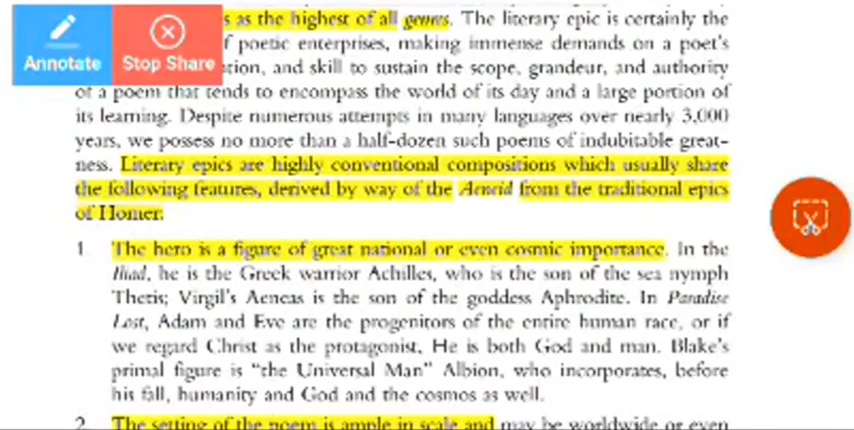 s as the highest of all genres. The literary epic is certainly the
f poetic enterprises, making immense demands on a poet's
Annotate Stop Share
tion, and skill to sustain the scope, grandeur, and authority
of a poem that tends to encompass the world of its day and a large portion of
its learning. Despite numerous attempts in many languages over nearly 3,000
years, we possess no more than a half-dozen such poems of indubitable great-
ness. Literary epics are highly conventional compositions which usually share
the following features, derived by way of the Aeneid from the traditional epics
of Homer:
1 The hero is a figure of great national or even cosmic importance. In the
Iliad, he is the Greek warrior Achilles, who is the son of the sea nymph
Thetis; Virgil's Aeneas is the son of the goddess Aphrodite. In Paradise
Lost, Adam and Eve are the progenitors of the entire human race, or if
we regard Christ as the protagonist, He is both God and man. Blake's
primal figure is "the Universal Man" Albion, who incorporates, before
his fall, humanity and God and the cosmos as well.
2 The setting of the poem is ample in scale and may be worldwide or even